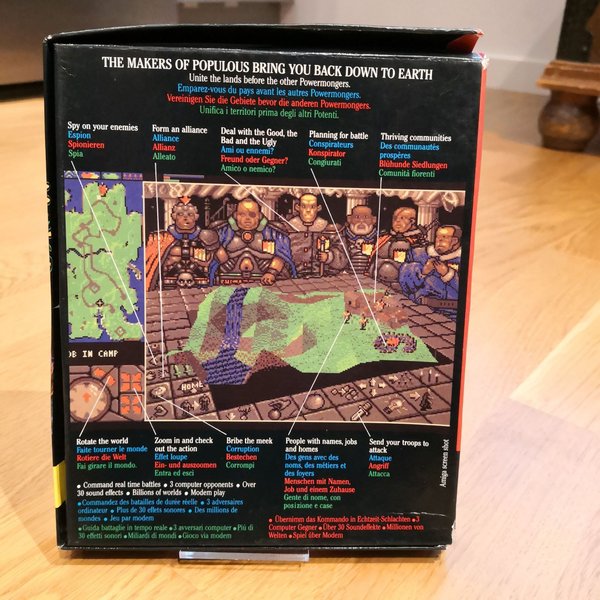 THE MAKERS OF POPULOUS BRING YOU BACK DOWN TO EARTH
Unite the lands before the other Powermongers.
Emparez-vous du pays avant les autres Powermongers.
Vereinigen Sie die Gebiete bevor die anderen Powermongers.
Unifica i territori prima degli altri Potenti.
Spy on your enemies
Espion
Spionieren
Spia
Form an alliance
Alliance
Allianz
Alleato
Deal with the Good, the
Bad and the Ugly
Ami ou ennemi?
Freund oder Gegner?
Amico o nemico?
Planning for battle
Conspirateurs
Konspirator
Congiurati
Thriving communities
Des communautés
prospères
Blühunde Siedlungen
Comunitá fiorenti
OB IN CAMP
Rotate the world
Faite tourner le monde
Rotiere die Welt
Fai girare il mondo.
Zoom in and check
out the action
Effet loupe
Ein- und auszoomen
Entra ed esci
Bribe the meek
Corruption
Bestechen
Corrompi
People with names, jobs
and homes
Des gens avec des
noms, des métiers et
des foyers
Menschen mit Namen,
Job und einem Zuhause
Gente di nome, con
posizione e case
Send your troops to
attack
Attaque
Angriff
Attacca
Amiga screen shot
• Command real time battles • 3 computer opponents • Over
30 sound effects • Billions of worlds • Modem play
• Commandez des batailles de durée réelle • 3 adversaires
ordinateur • Plus de 30 effets sonores • Des millions de
mondes • Jeu par modem
• Guida battaglie in tempo reale • 3 avversari computer • Più di
30 effetti sonori • Miliardi di mondi • Gioco via modem
• Übernimm das Kommando in Echtzeit-Schlachten • 3
Computer Gegner • Über 30 Soundeffekte • Millionen von
Welten • Spiel über Modem